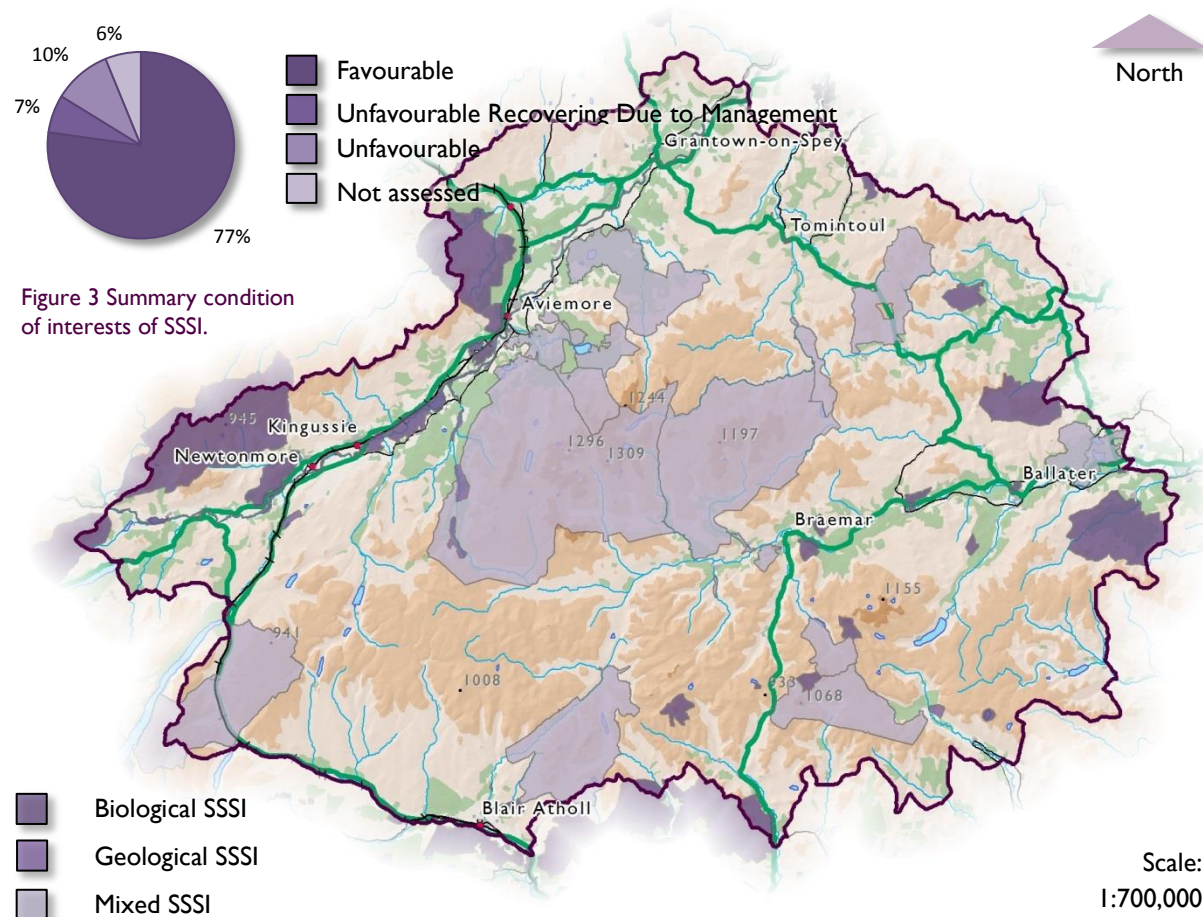 6%
10%
7%
77%
Favourable
Unfavourable Recovering Due to Management
Unfavourable
Not assessed
Figure 3 Summary condition
of interests of SSSI.
North
Grantown-on-Spey
Tomintoul
Aviemore
1244
945
Kingussie
1296
1197
1309
Newtonmore
Ballater
Braemar
1155
941
1008
933
1068
Blair Atholl
Biological SSSI
Geological SSSI
Mixed SSSI
Scale:
1:700,000